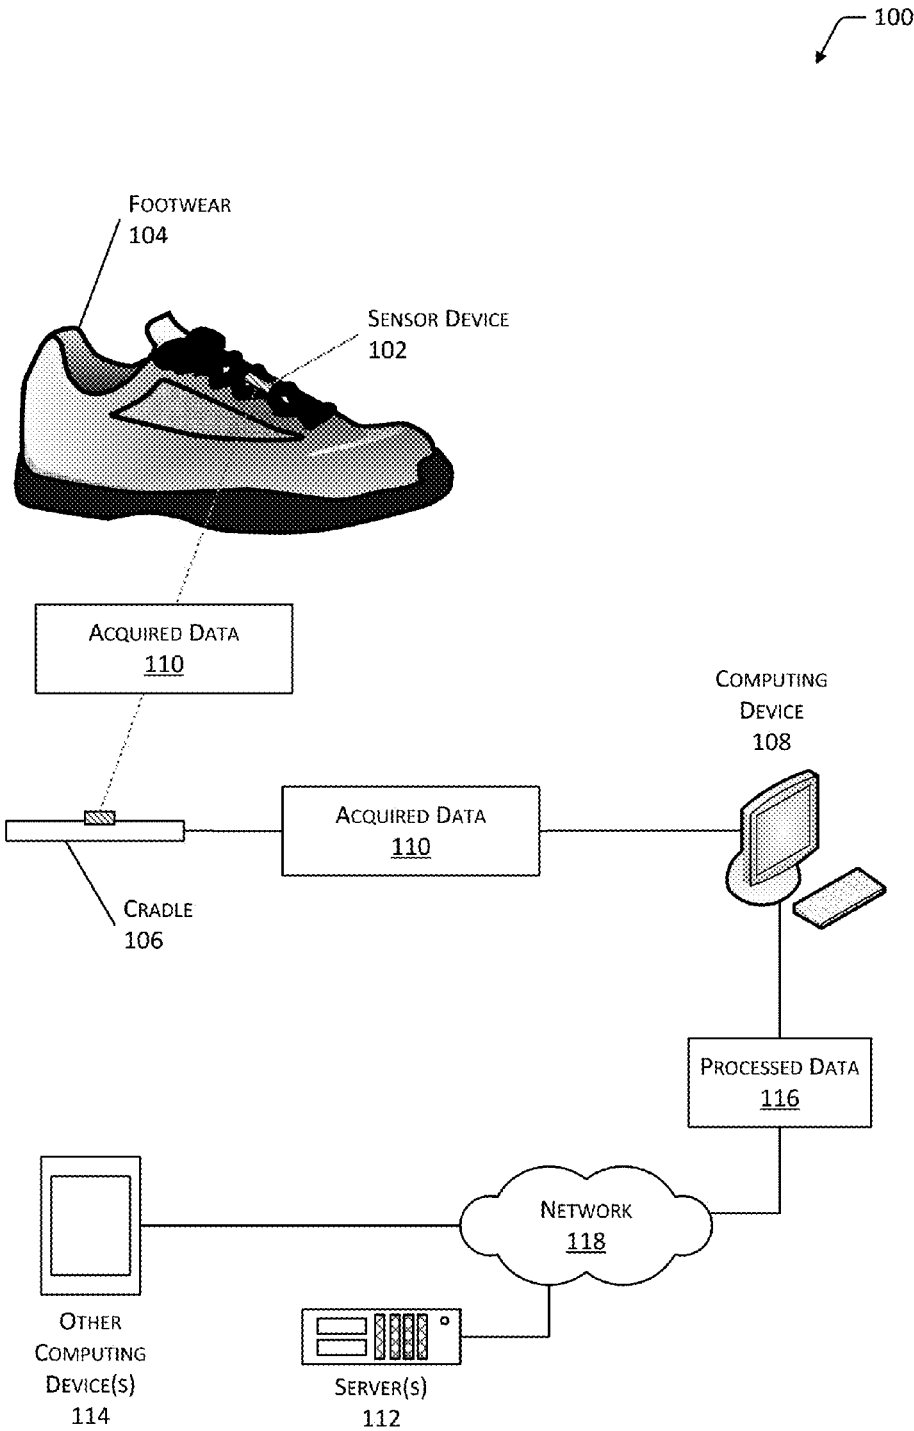 100
FOOTWEAR
104
SENSOR DEVICE
102
ACQUIRED DATA
110
COMPUTING
DEVICE
108
ACQUIRED DATA
110
CRADLE
106
PROCESSED DATA
116
NETWORK
118
OTHER
COMPUTING
DEVICE(S)
114
SERVER(S)
112